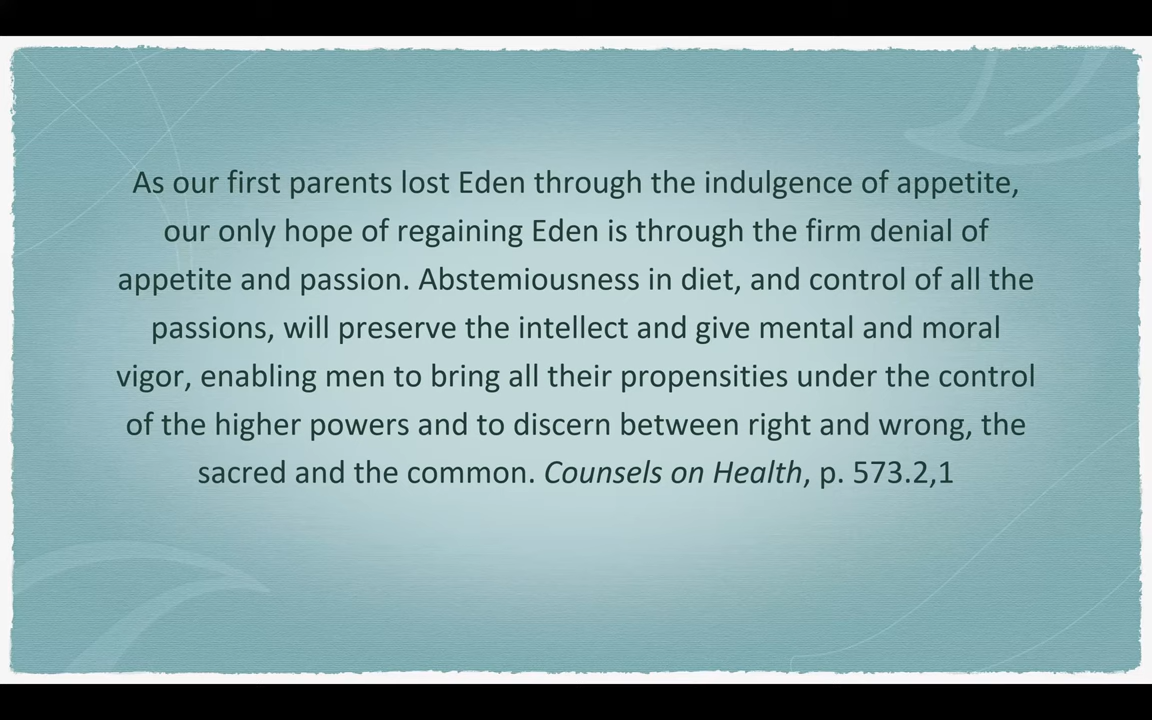 As our first parents lost Eden through the indulgence of appetite,
our only hope of regaining Eden is through the firm denial of
appetite and passion. Abstemiousness in diet, and control of all the
passions, will preserve the intellect and give mental and moral
vigor, enabling men to bring all their propensities under the control
of the higher powers and to discern between right and wrong, the
sacred and the common. Counsels on Health, p. 573.2,1